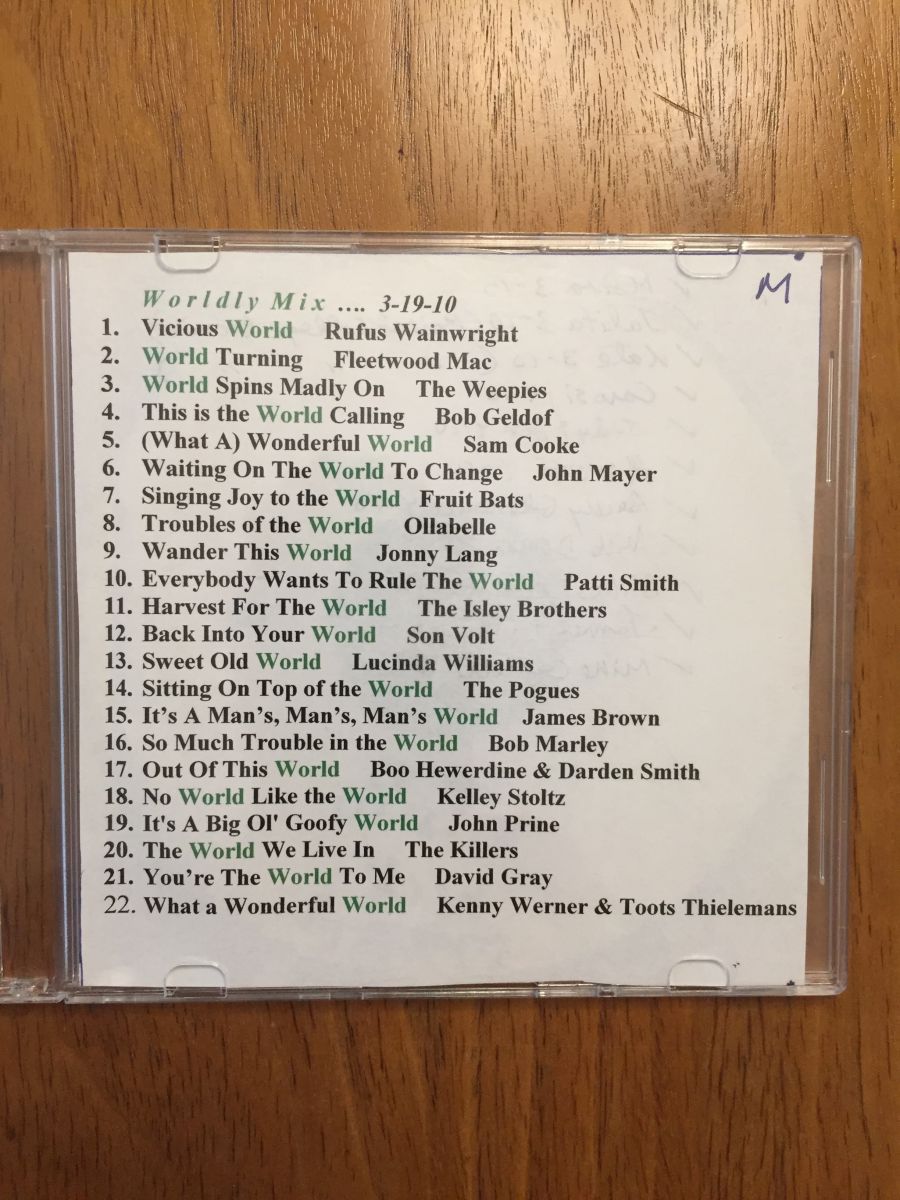 M
Worldly Mix .... 3-19-10
1. Vicious World Rufus Wainwright
2. World Turning Fleetwood Mac
3. World Spins Madly On The Weepies
4. This is the World Calling Bob Geldof
5. (What A) Wonderful World Sam Cooke
6. Waiting On The World To Change John Mayer
7. Singing Joy to the World Fruit Bats
8. Troubles of the World Ollabelle
9. Wander This World Jonny Lang
10. Everybody Wants To Rule The World Patti Smith
11. Harvest For The World The Isley Brothers
12. Back Into Your World Son Volt
13. Sweet Old World Lucinda Williams
14. Sitting On Top of the World The Pogues
15. It’s A Man’s, Man’s, Man’s World James Brown
16. So Much Trouble in the World Bob Marley
17. Out Of This World Boo Hewerdine & Darden Smith
18. No World Like the World Kelley Stoltz
19. It's A Big Ol' Goofy World John Prine
20. The World We Live In The Killers
21. You’re The World To Me David Gray
22. What a Wonderful World Kenny Werner & Toots Thielemans